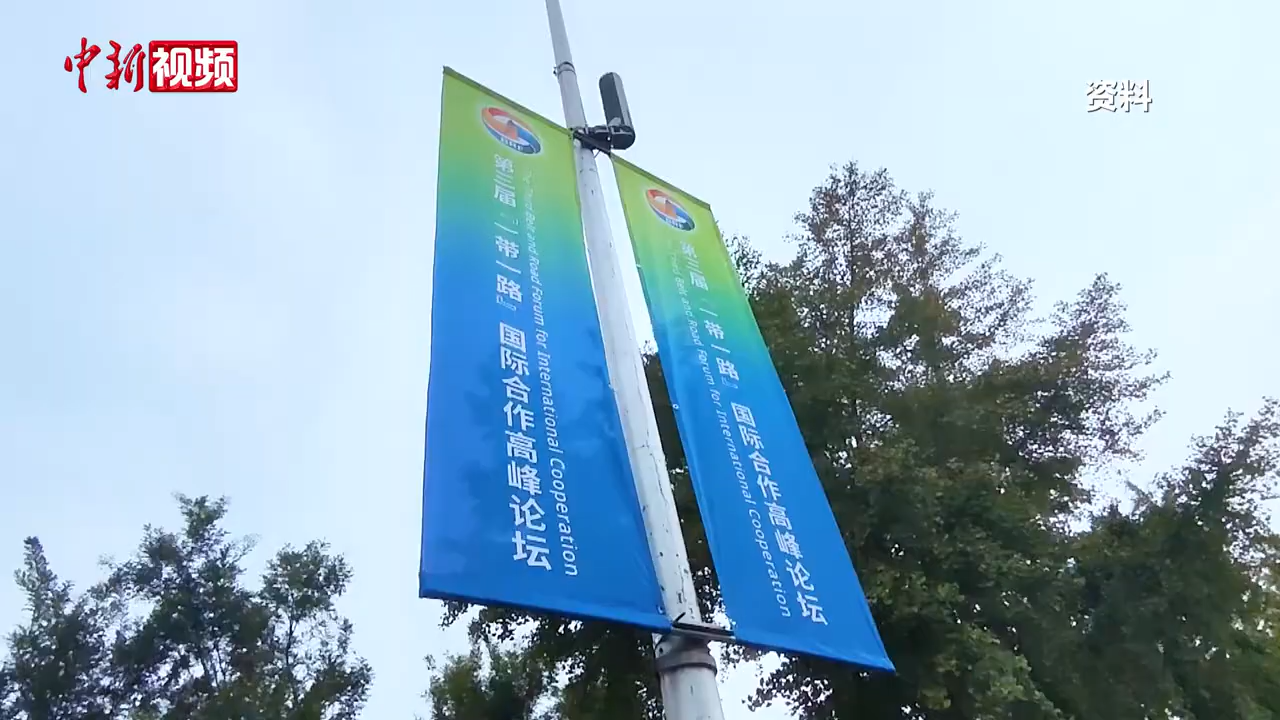 中新视频
资料
BRF
第三届“一带一路”国际合作高峰论坛
The Third Belt and Road Forum for International Cooperation
BRF
第三届“一带一路”国际合作高峰论坛
The Third Belt and Road Forum for International Cooperation